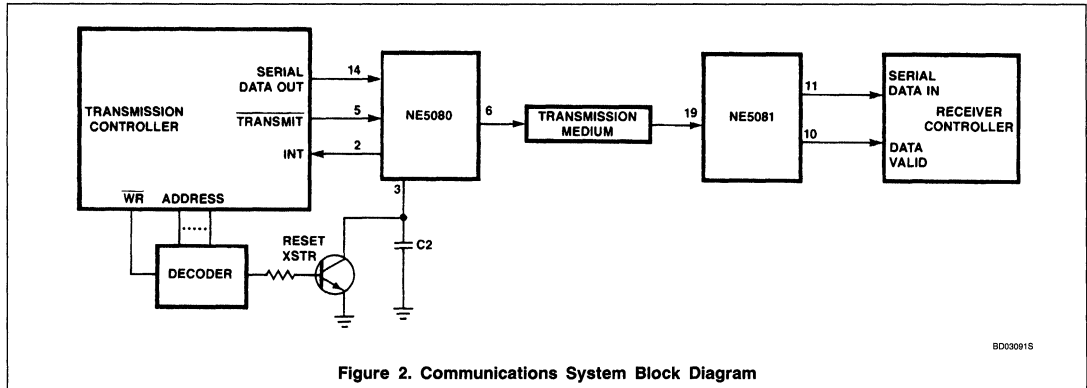 SERIAL
DATA OUT
14
TRANSMISSION
CONTROLLER
TRANSMIT
5
INT
2
NE5080
6
TRANSMISSION
MEDIUM
19
NE5081
11
SERIAL
DATA IN
RECEIVER
CONTROLLER
10
DATA
VALID
3
WR
ADDRESS
DECODER
RESET
XSTR
C2
BD03091S
Figure 2. Communications System Block Diagram